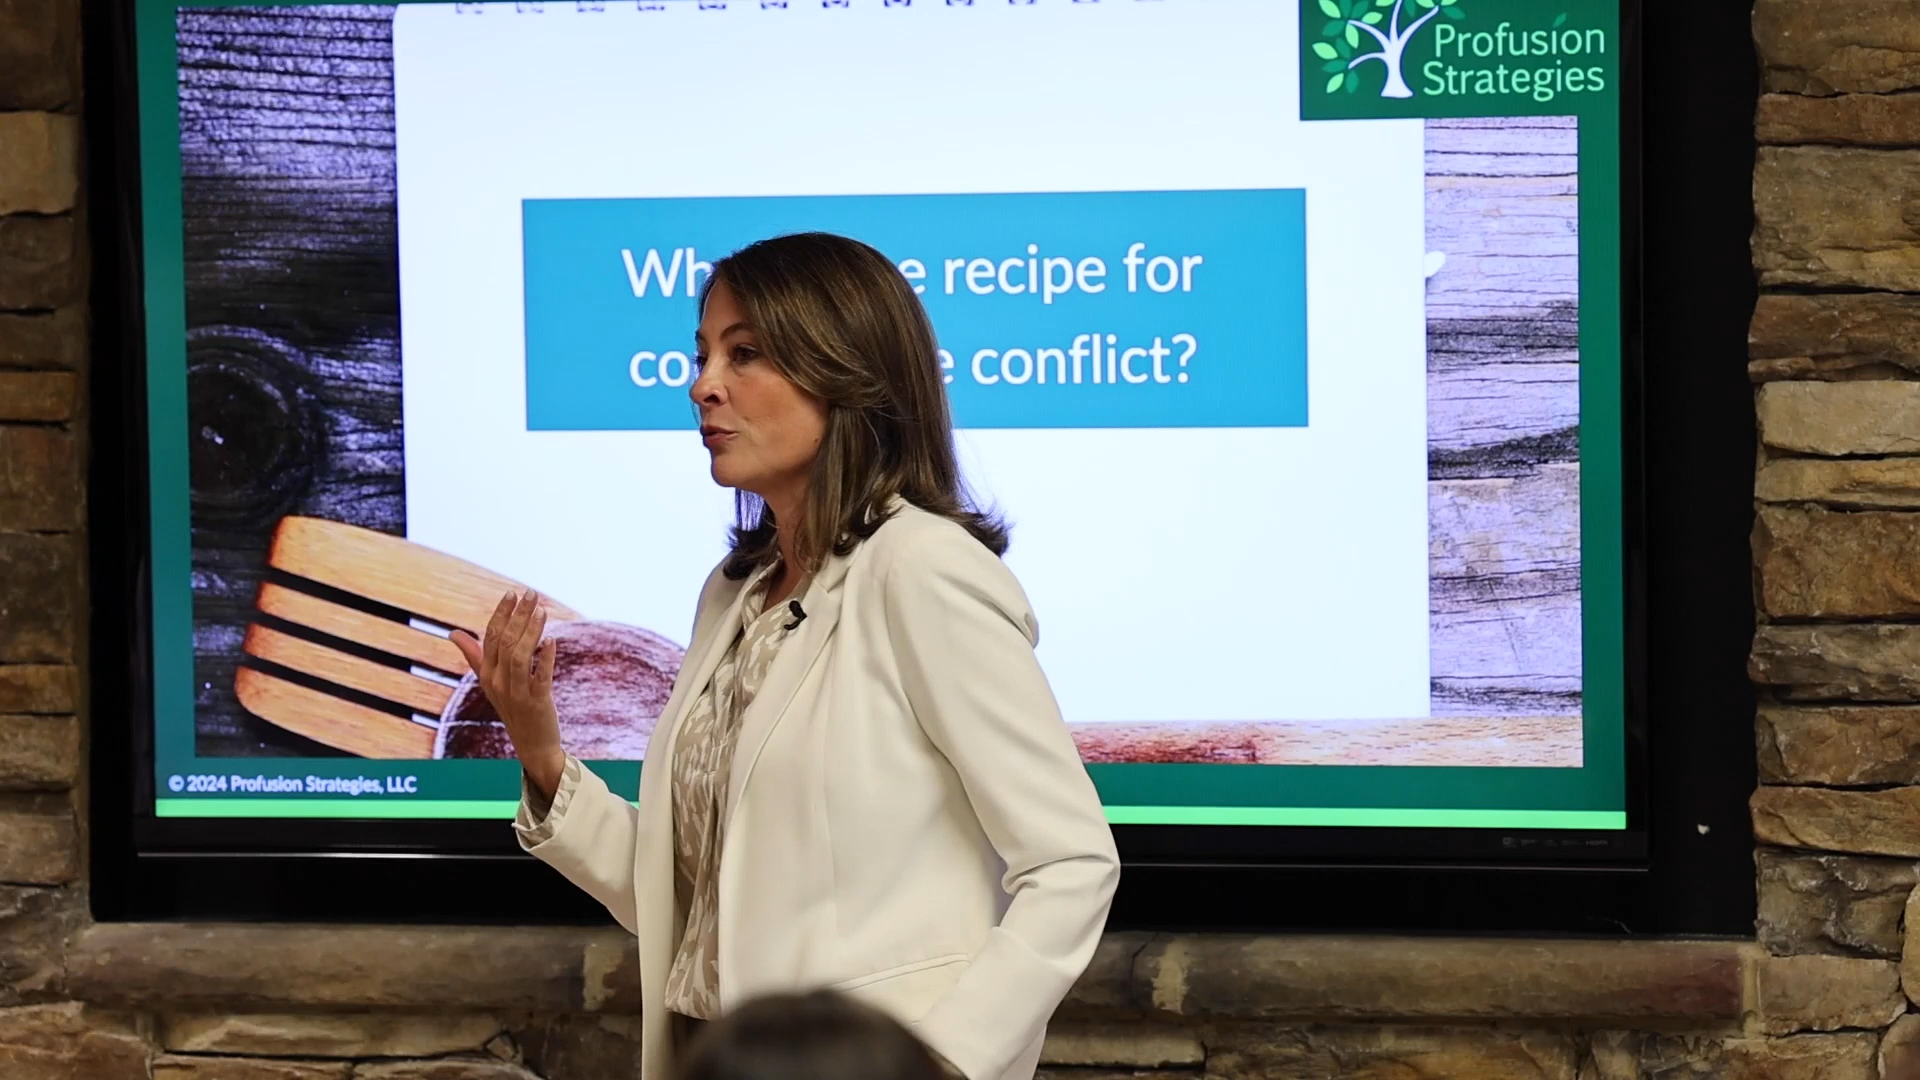 Profusion
Strategies
Wh e recipe for
co e conflict?
© 2024 Profusion Strategies, LLC